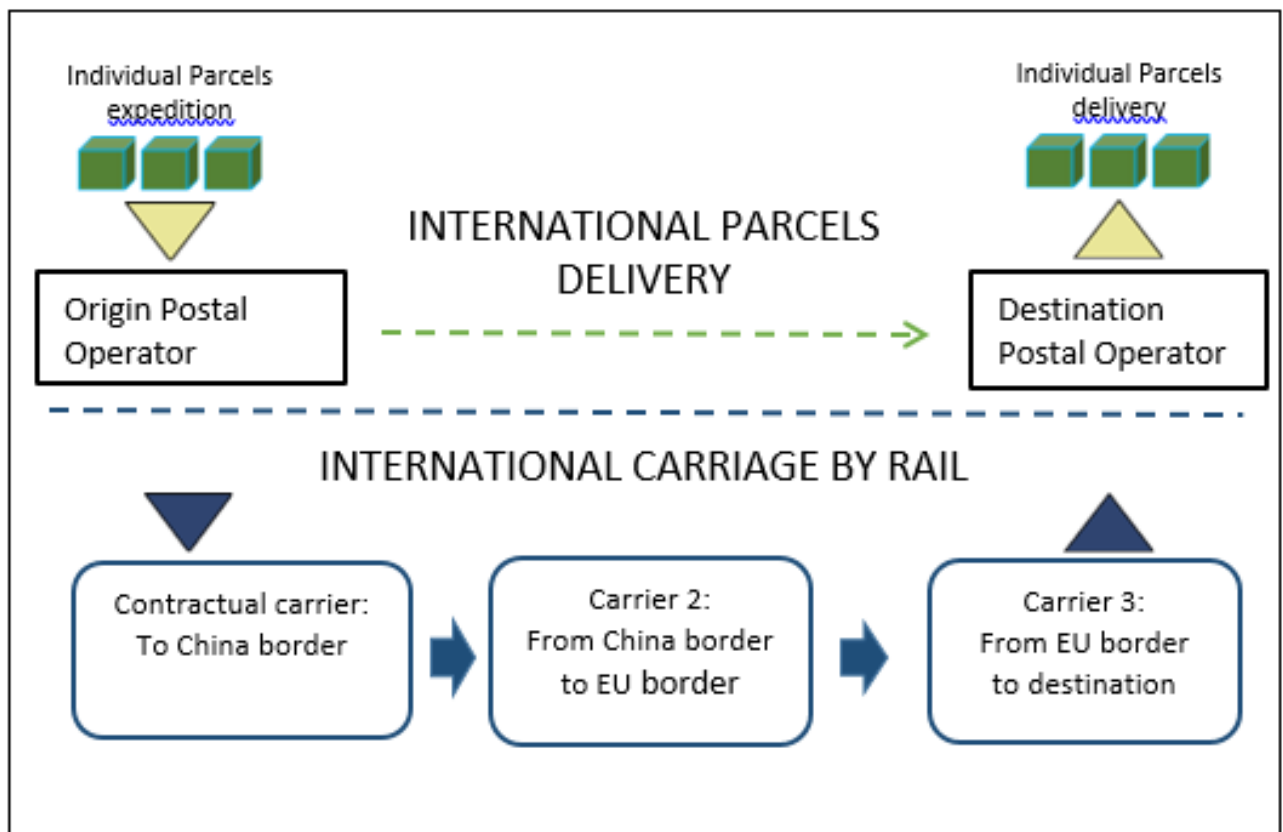 Individual Parcels
expedition
Individual Parcels
delivery
INTERNATIONAL PARCELS
DELIVERY
Origin Postal
Operator
Destination
Postal Operator
INTERNATIONAL CARRIAGE BY RAIL
Contractual carrier:
To China border
Carrier 2:
From China border
to EU border
Carrier 3:
From EU border
to destination